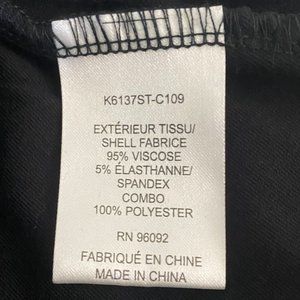 K6137ST-C109
EXTÉRIEUR TISSU/
SHELL FABRICE
95% VISCOSE
5% ÉLASTHANNE/
SPANDEX
COMBO
100% POLYESTER
RN 96092
FABRIQUÉ EN CHINE
MADE IN CHINA